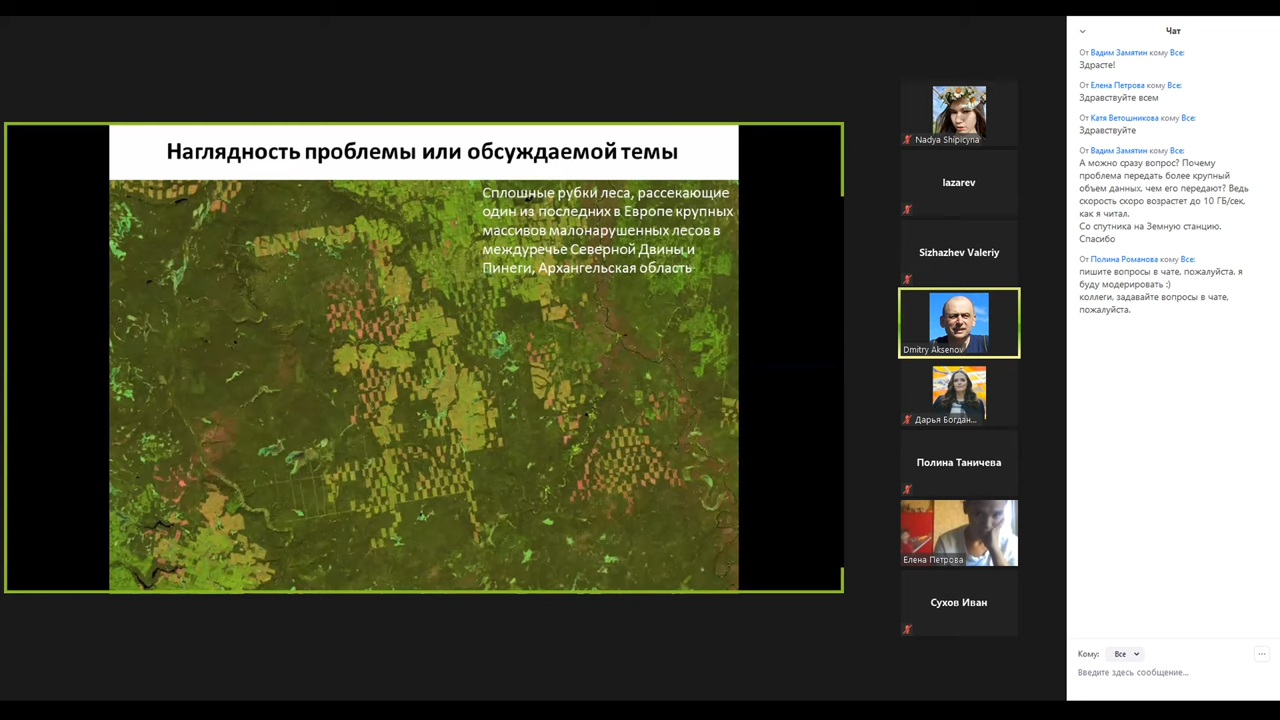 Наглядность проблемы или обсуждаемой темы
Сплошные рубки леса, рассекающие
один из последних в Европе крупных
массивов малонарушенных лесов в
междуречье Северной Двины и
Пинеги, Архангельская область
Nadya Shipicyna
lazarev
Sizhazhev Valeriy
Dmitry Aksenov
Дарья Богдан...
Полина Таничева
Елена Петрова
Сухов Иван
Чат
От Вадим Замятин кому Все:
Здрасте!
От Елена Петрова кому Все:
Здравствуйте всем
От Катя Ветошникова кому Все:
Здравствуйте
От Вадим Замятин кому Все:
А можно сразу вопрос? Почему
проблема передать более крупный
объем данных, чем его передают? Ведь
скорость скоро возрастет до 10 ГБ/сек,
как я читал.
Со спутника на Земную станцию.
Спасибо
От Полина Романова кому Все:
пишите вопросы в чате, пожалуйста. я
буду модерировать :)
коллеги, задавайте вопросы в чате,
пожалуйста.
Кому: Все
Введите здесь сообщение...